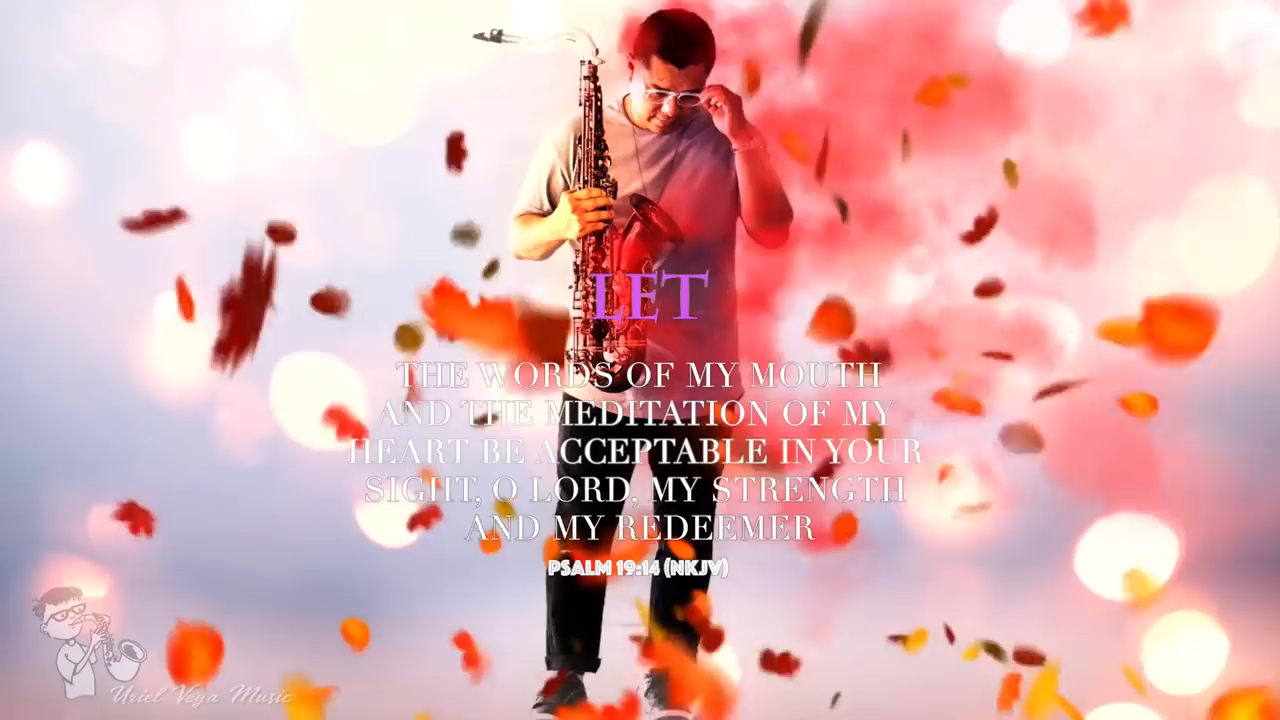 LET
THE WORDS OF MY MOUTH
AND THE MEDITATION OF MY
HEART BE ACCEPTABLE IN YOUR
SIGHT, O LORD, MY STRENGTH
AND MY REDEEMER
PSALM 19:14 (NKJV)
Uriel Vega Music